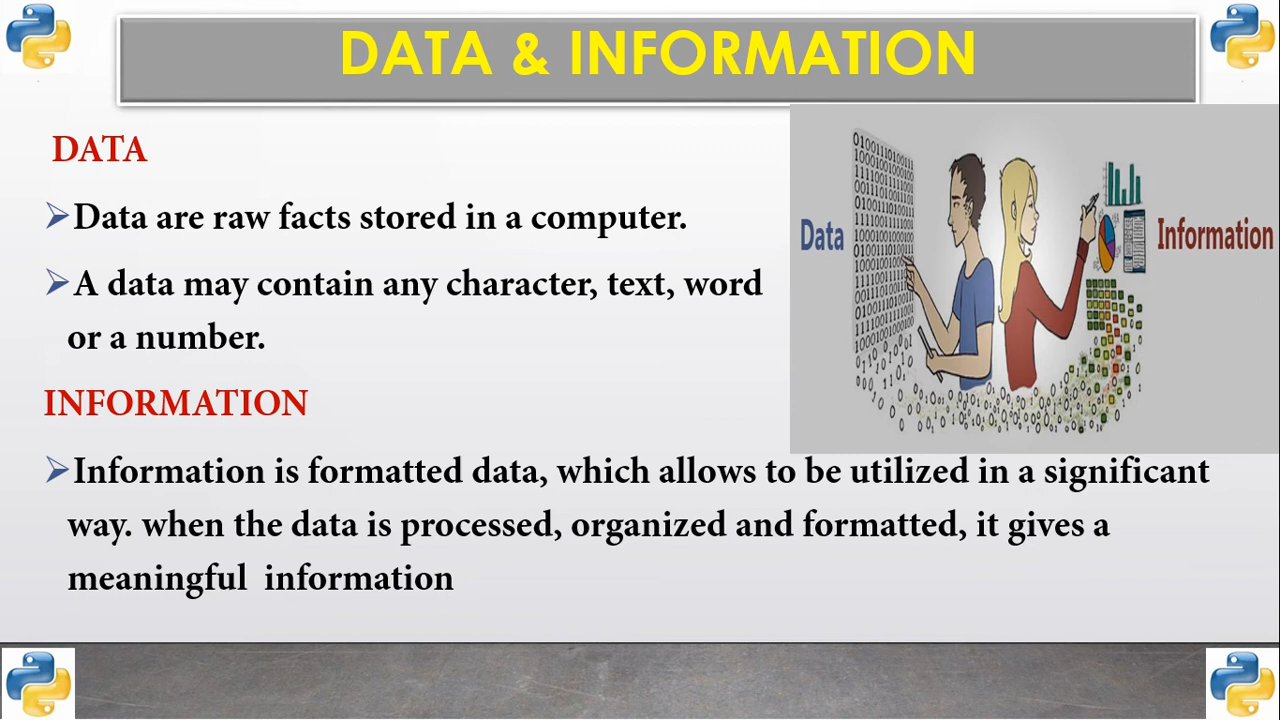 DATA & INFORMATION
DATA
Data are raw facts stored in a computer.
A data may contain any character, text, word
or a number.
Data
Information
INFORMATION
Information is formatted data, which allows to be utilized in a significant
way. when the data is processed, organized and formatted, it gives a
meaningful information